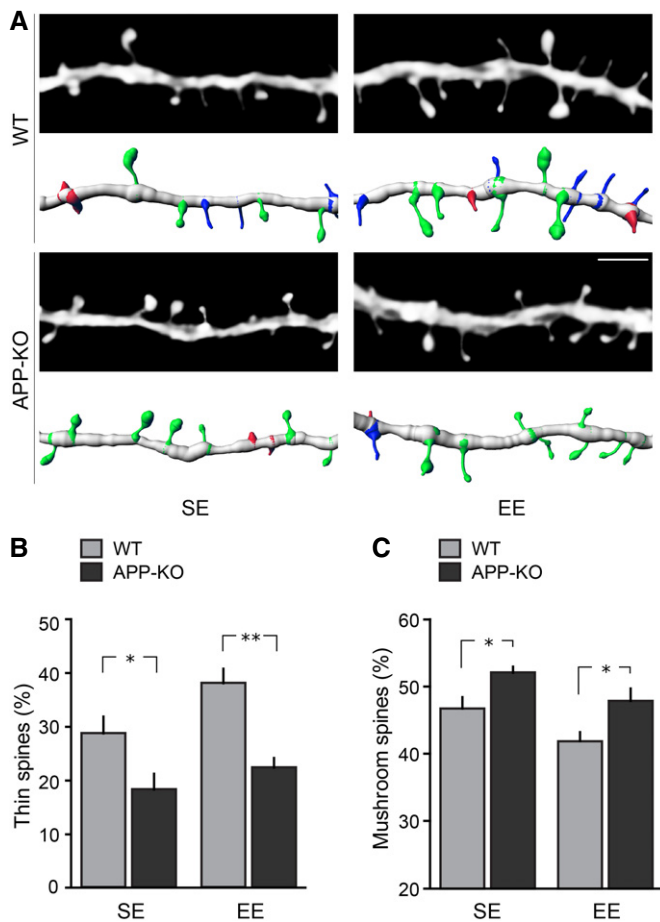 A
WT
APP-KO
SE EE
B
WT
APP-KO
Thin spines (%)
50
40
30
20
10
0
*
**
SE EE
C
WT
APP-KO
Mushroom spines (%)
60
50
40
30
20
*
*
SE EE